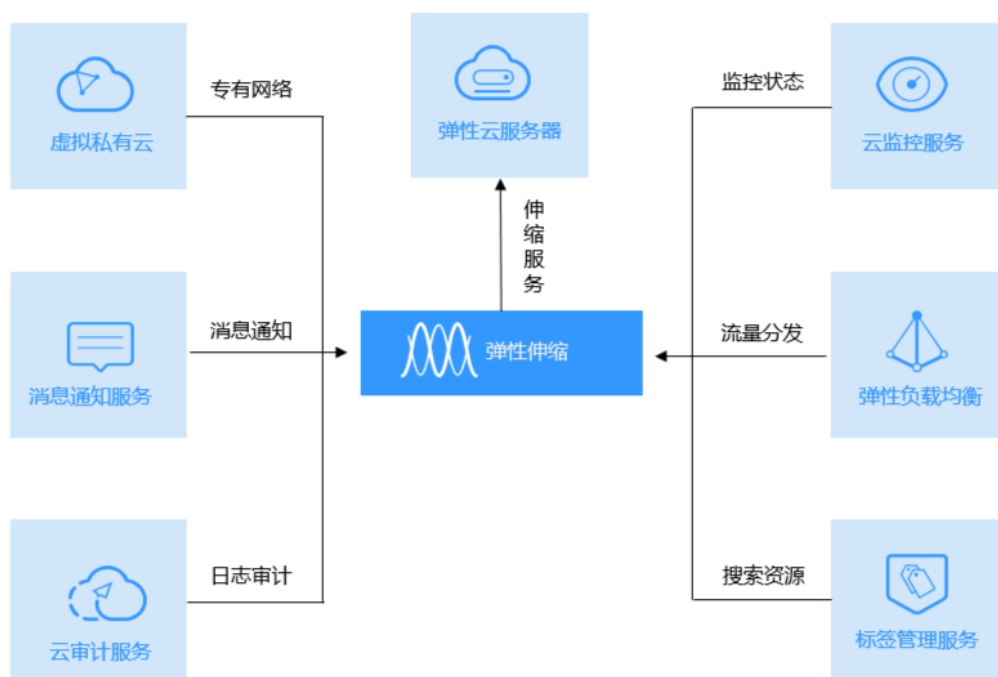 专有网络
虚拟私有云
弹性云服务器
监控状态
云监控服务
伸
缩
服
务
消息通知
消息通知服务
弹性伸缩
流量分发
弹性负载均衡
日志审计
云审计服务
搜索资源
标签管理服务